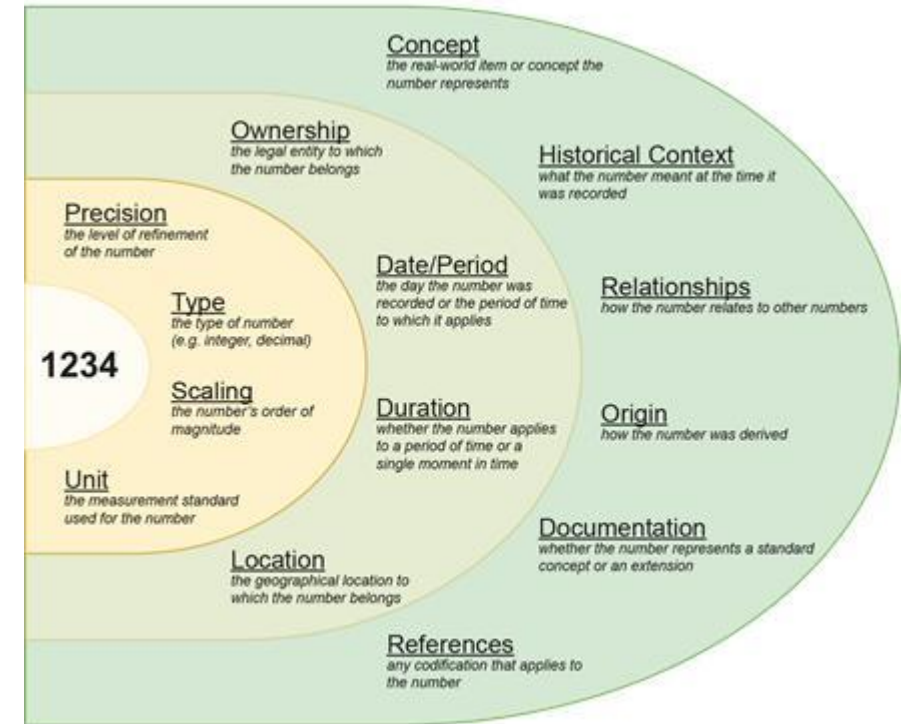 Concept
the real-world item or concept the
number represents
Ownership
the legal entity to which
the number belongs
Historical Context
what the number meant at the time it
was recorded
Precision
the level of refinement
of the number
Date/Period
the day the number was
recorded or the period of time
to which it applies
Type
the type of number
(e.g. integer, decimal)
Relationships
how the number relates to other numbers
1234
Scaling
the number's order of
magnitude
Duration
whether the number applies
to a period of time or a
single moment in time
Origin
how the number was derived
Unit
the measurement standard
used for the number
Documentation
whether the number represents a standard
concept or an extension
Location
the geographical location to
which the number belongs
References
any codification that applies to
the number